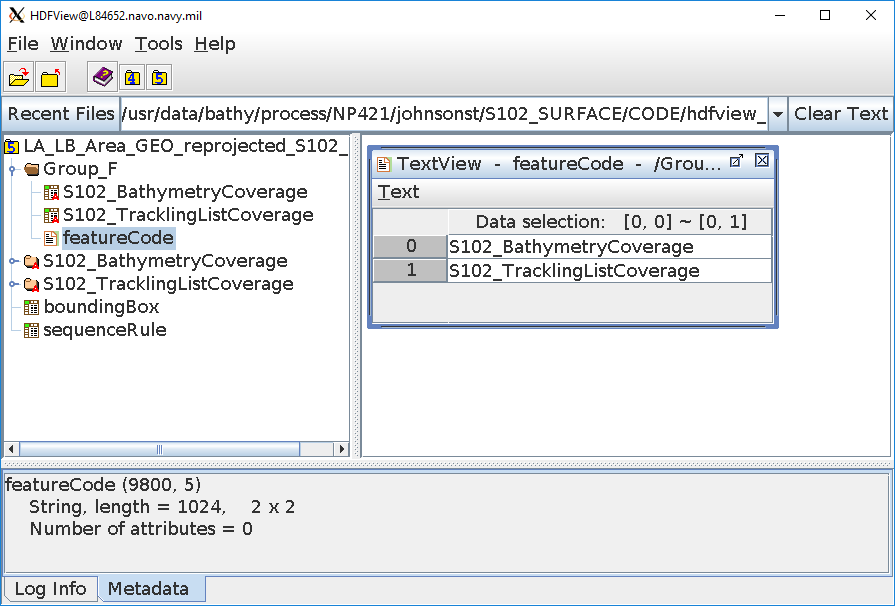 HDFView@L84652.navo.navy.mil
File Window Tools Help
4 5
Recent Files /usr/data/bathy/process/NP421/johnsonst/S102_SURFACE/CODE/hdfview_ Clear Text
5 LA_LB_Area_GEO_reprojected_S102_
Group_F
S102_BathymetryCoverage
S102_TracklingListCoverage
featureCode
S102_BathymetryCoverage
S102_TracklingListCoverage
boundingBox
sequenceRule
TextView - featureCode - /Grou...
Text
Data selection: [0, 0] ~ [0, 1]
0 S102_BathymetryCoverage
1 S102_TracklingListCoverage
featureCode (9800, 5)
String, length = 1024, 2 x 2
Number of attributes = 0
Log Info Metadata